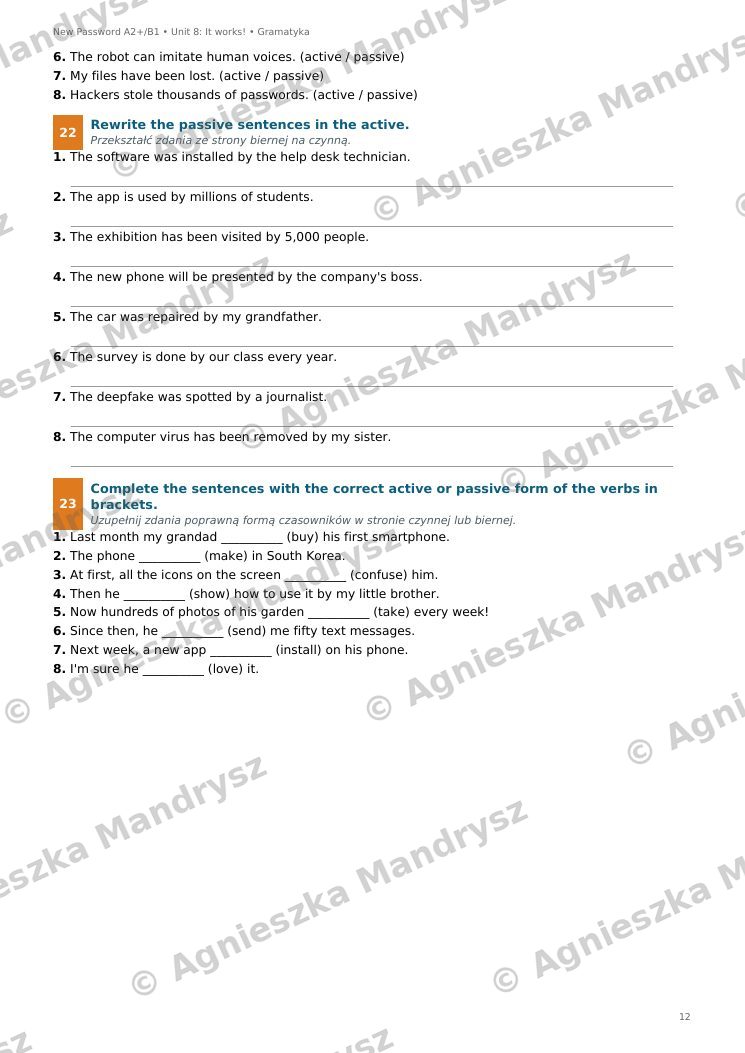 New Password A2+/B1 • Unit 8: It works! • Gramatyka
6. The robot can imitate human voices. (active / passive)
7. My files have been lost. (active / passive)
8. Hackers stole thousands of passwords. (active / passive)
22 Rewrite the passive sentences in the active.
Przekształć zdania ze strony biernej na czynną.
1. The software was installed by the help desk technician.
2. The app is used by millions of students.
3. The exhibition has been visited by 5,000 people.
4. The new phone will be presented by the company's boss.
5. The car was repaired by my grandfather.
6. The survey is done by our class every year.
7. The deepfake was spotted by a journalist.
8. The computer virus has been removed by my sister.
23 Complete the sentences with the correct active or passive form of the verbs in
brackets.
Uzupełnij zdania poprawną formą czasowników w stronie czynnej lub biernej.
1. Last month my grandad __________ (buy) his first smartphone.
2. The phone __________ (make) in South Korea.
3. At first, all the icons on the screen __________ (confuse) him.
4. Then he __________ (show) how to use it by my little brother.
5. Now hundreds of photos of his garden __________ (take) every week!
6. Since then, he __________ (send) me fifty text messages.
7. Next week, a new app __________ (install) on his phone.
8. I'm sure he __________ (love) it.
© Agnieszka Mandrysz
12